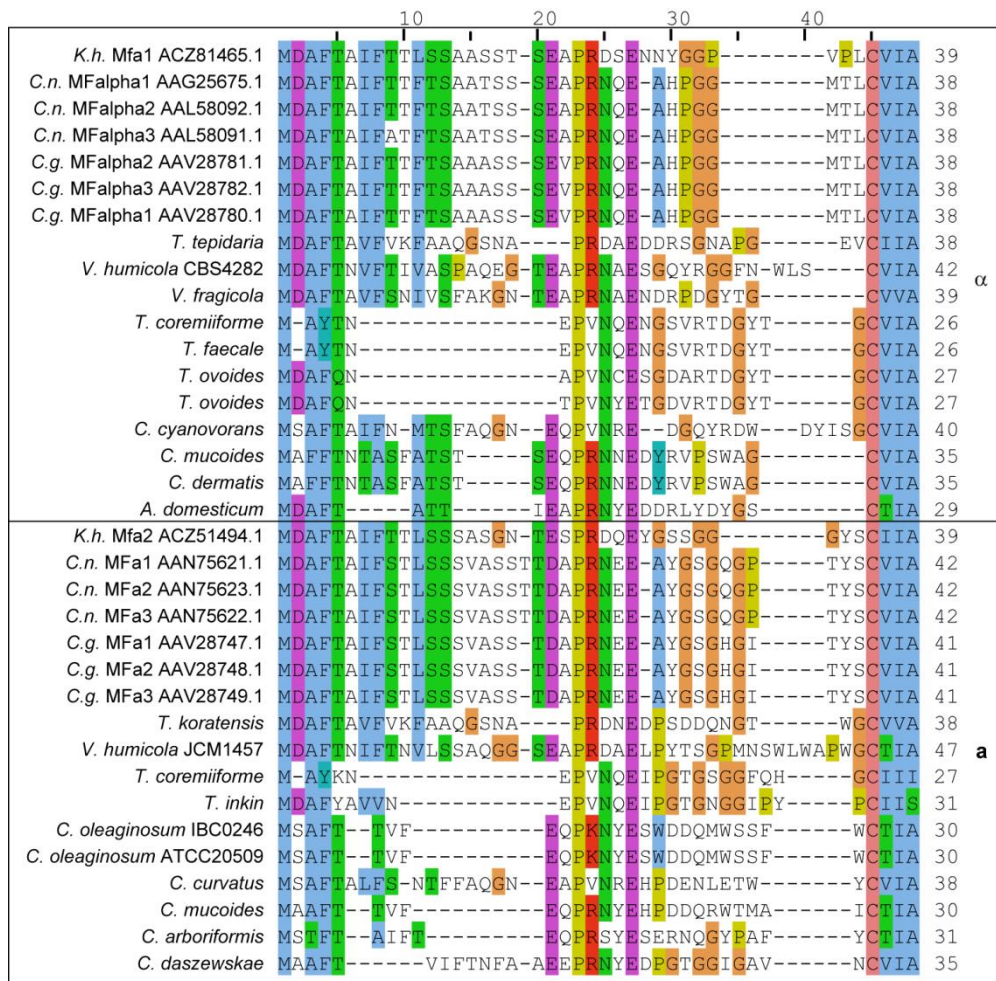 10 20 30 40
K.h. Mfa1 ACZ81465.1 MDAFTAIFTTLSSAASST-SEAPRDSENNYGGP--------VPLCVIA 39
C.n. MFalpha1 AAG25675.1 MDAFTAIFTTFTSAATSS-SEAPRNQE-AHPGG--------MTLCVIA 38
C.n. MFalpha2 AAL58092.1 MDAFTAIFTTFTSAATSS-SEAPRNQE-AHPGG--------MTLCVIA 38
C.n. MFalpha3 AAL58091.1 MDAFTAIFATFTSAATSS-SEAPRNQE-AHPGG--------MTLCVIA 38
C.g. MFalpha2 AAV28781.1 MDAFTAIFTTFTSAAASS-SEVPRNQE-AHPGG--------MTLCVIA 38
C.g. MFalpha3 AAV28782.1 MDAFTAIFTTFTSAAASS-SEVPRNQE-AHPGG--------MTLCVIA 38
C.g. MFalpha1 AAV28780.1 MDAFTAIFTTFTSAAASS-SEVPRNQE-AHPGG--------MTLCVIA 38
T. tepidaria MDAFTAVFVKFAAQGSNA----PRDAEDDRSGNAPG------EVCIIA 38
V. humicola CBS4282 MDAFTNVFTIVASPAQEG-TEAPRNAESGQYRGGFN-WLS----CVIA 42
α
V. fragicola MDAFTAVFSNIVSFAKGN-TEAPRNAENDRPDGYTG--------CVVA 39
T. coremiiforme M-AYTN---------------EPVNQENGSVRTDGYT------GCVIA 26
T. faecale M-AYTN---------------EPVNQENGSVRTDGYT------GCVIA 26
T. ovoides MDAFQN---------------APVNCESGDARTDGYT------GCVIA 27
T. ovoides MDAFQN---------------TPVNYETGDVRTDGYT------GCVIA 27
C. cyanovorans MSAFTAIFN-MTSFAQGN--EQPVNRE--DGQYRDW--DYISGCVIA 40
C. mucoides MAFFTNTASFATST-----SEQPRNYEDYRVPSWAG--------CVIA 35
C. dermatis MAFFTNTASFATST-----SEQPRNYEDYRVPSWAG--------CVIA 35
A. domesticum MDAFT----ATT-------IEAPRNYEDDRLYDYGS--------CTIA 29
K.h. Mfa2 ACZ51494.1 MDAFTAIFTTLSSSASGN-TESPRDQEYGSSGG--------GYSCIIA 39
C.n. MFa1 AAN75621.1 MDAFTAIFSTLSSSVASSTTDAPRNEE-AYGSGQGP-----TYSCVIA 42
C.n. MFa2 AAN75623.1 MDAFTAIFSTLSSSVASSTTDAPRNEE-AYGSGQGP-----TYSCVIA 42
C.n. MFa3 AAN75622.1 MDAFTAIFSTLSSSVASSTTDAPRNEE-AYGSGQGP-----TYSCVIA 42
C.g. MFa1 AAV28747.1 MDAFTAIFSTLSSSVASS-TDAPRNEE-AYGSGHGI-----TYSCVIA 41
C.g. MFa2 AAV28748.1 MDAFTAIFSTLSSSVASS-TDAPRNEE-AYGSGHGI-----TYSCVIA 41
C.g. MFa3 AAV28749.1 MDAFTAIFSTLSSSVASS-TDAPRNEE-AYGSGHGI-----TYSCVIA 41
T. koratensis MDAFTAVFVKFAAQGSNA----PRDNEDPSDDQNGT------WGCVVA 38
V. humicola JCM1457 MDAFTNIFTNVLSSAQGG-SEAPRDAELPYTSGPMNSWLWAPWGCTIA 47
a
T. coremiiforme M-AYKN---------------EPVNQEIPGTGSGGFQH-----GCIII 27
T. inkin MDAFYAVVN------------EPVNQEIPGTGNGGIPY-----PCIIS 31
C. oleaginosum IBC0246 MSAFT--TVF----------EQPKNYESWDDQMWSSF------WCTIA 30
C. oleaginosum ATCC20509 MSAFT--TVF----------EQPKNYESWDDQMWSSF------WCTIA 30
C. curvatus MSAFTALFS-NTFFAQGN--EAPVNREHPDENLETW-------YCVIA 38
C. mucoides MAAFT--TVF----------EQPRNYEHPDDQRWTMA------ICTIA 30
C. arboriformis MSTFT--AIFT---------EQPRSYESERNQGYPAF------YCTIA 31
C. daszewskae MAAFT------VIFTNFA-AEEPRNYEDPGTGGIGAV------NCVIA 35